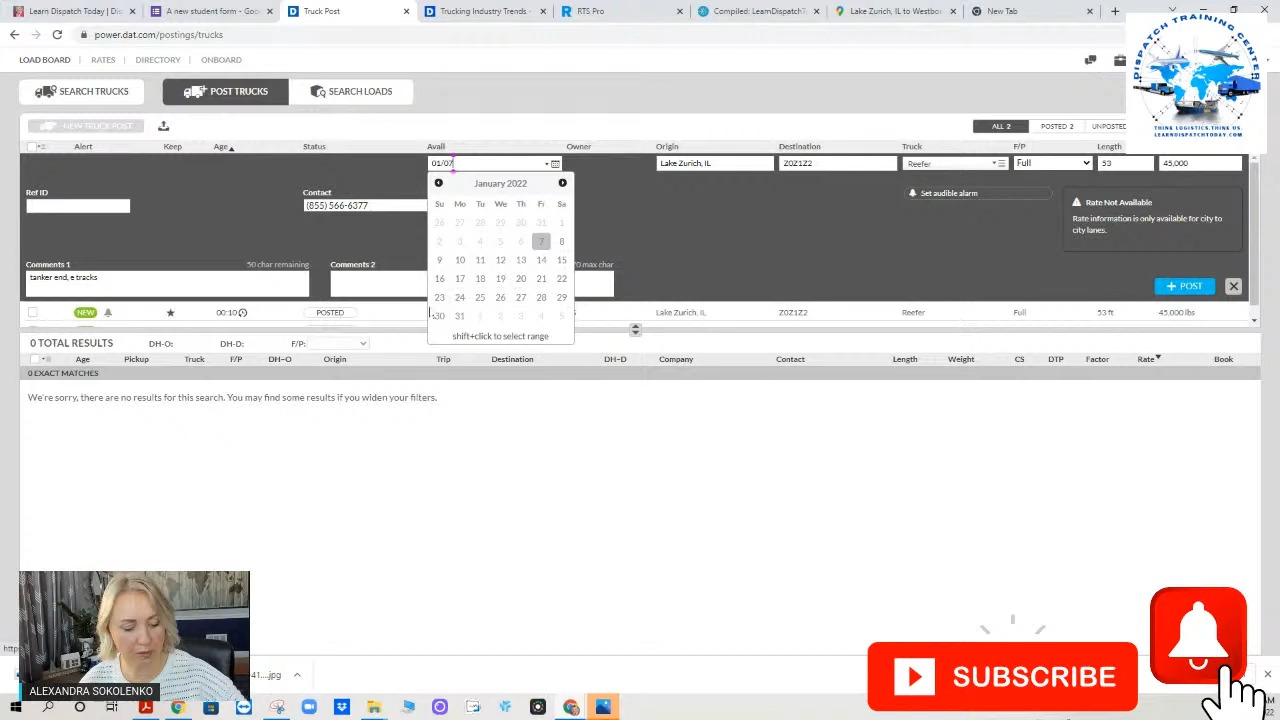 Learn Dispatch Today | Disp
A new student form - Goog
Truck Post
Trucking Industry Trends -
RTS Pro
Compiled: LearnDispatchTo
Lake Zurich, IL to Westbo
New Tab
power.dat.com/postings/trucks
DISPATCH TRAINING CENTER
THINK LOGISTICS.THINK US.
LEARNDISPATCHTODAY.COM
LOAD BOARD RATES DIRECTORY ONBOARD
SEARCH TRUCKS POST TRUCKS SEARCH LOADS
NEW TRUCK POST ALL 2 POSTED 2 UNPOSTED
Alert Keep Age Status Avail Owner Origin Destination Truck F/P Length
01/07 Lake Zurich, IL Z0Z1Z2 Reefer Full 53 45,000
January 2022
Su Mo Tu We Th Fr Sa
26 27 28 29 30 31 1
2 3 4 5 6 7 8
9 10 11 12 13 14 15
16 17 18 19 20 21 22
23 24 25 26 27 28 29
30 31 1 2 3 4 5
shift+click to select range
Ref ID Contact
(855) 566-6377
Set audible alarm
Rate Not Available
Rate information is only available for city to
city lanes.
Comments 1 50 char remaining Comments 2 70 max char
tanker end, e tracks
POST
NEW 00:10 POSTED Lake Zurich, IL Z0Z1Z2 Reefer Full 53 ft 45,000 lbs
0 TOTAL RESULTS DH-O: DH-D: F/P:
Age Pickup Truck F/P DH-O Origin Trip Destination DH-D Company Contact Length Weight CS DTP Factor Rate Book
0 EXACT MATCHES
We're sorry, there are no results for this search. You may find some results if you widen your filters.
41....jpg
ALEXANDRA SOKOLENKO
SUBSCRIBE